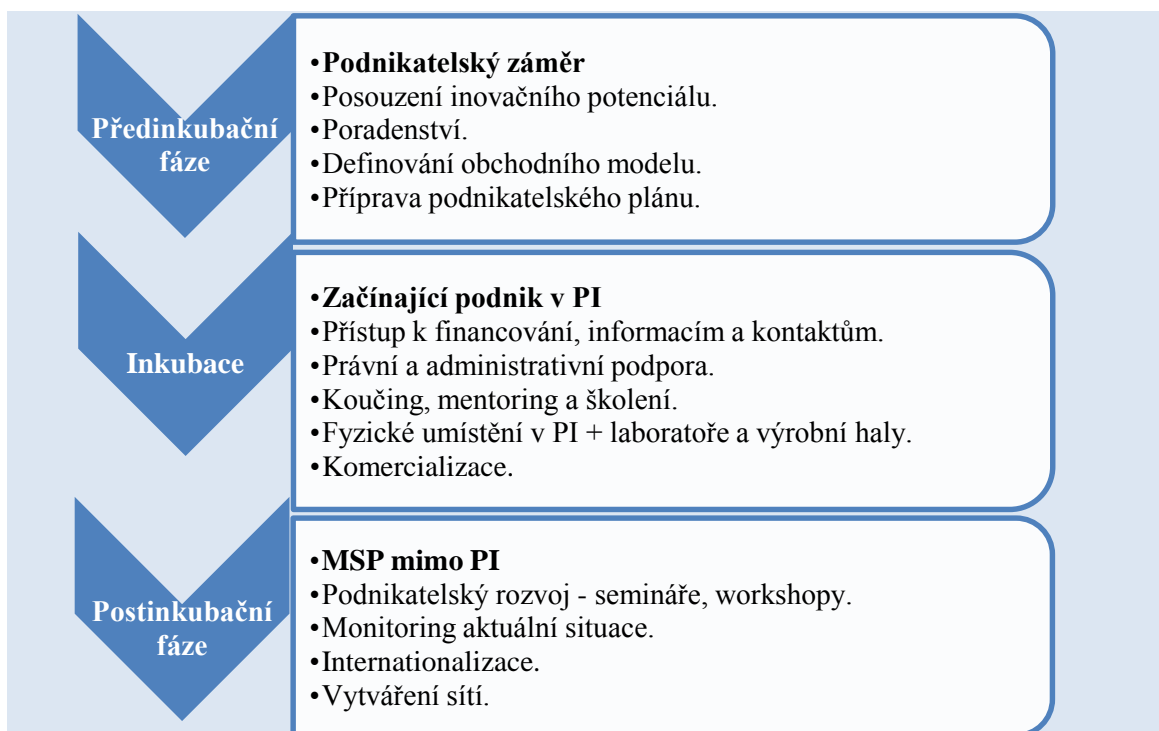 Předinkubační
fáze
•Podnikatelský záměr
•Posouzení inovačního potenciálu.
•Poradenství.
•Definování obchodního modelu.
•Příprava podnikatelského plánu.
Inkubace
•Začínající podnik v PI
•Přístup k financování, informacím a kontaktům.
•Právní a administrativní podpora.
•Koučing, mentoring a školení.
•Fyzické umístění v PI + laboratoře a výrobní haly.
•Komercializace.
Postinkubační
fáze
•MSP mimo PI
•Podnikatelský rozvoj - semináře, workshopy.
•Monitoring aktuální situace.
•Internationalizace.
•Vytváření sítí.